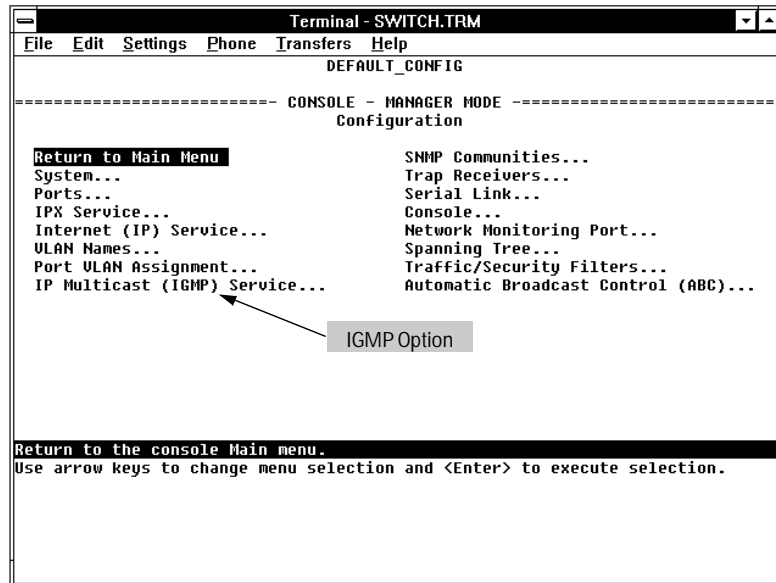 Terminal - SWITCH.TRM
File Edit Settings Phone Transfers Help
DEFAULT_CONFIG
==========================- CONSOLE - MANAGER MODE -==========================
Configuration
Return to Main Menu
System...
Ports...
IPX Service...
Internet (IP) Service...
VLAN Names...
Port VLAN Assignment...
IP Multicast (IGMP) Service...
SNMP Communities...
Trap Receivers...
Serial Link...
Console...
Network Monitoring Port...
Spanning Tree...
Traffic/Security Filters...
Automatic Broadcast Control (ABC)...
IGMP Option
Return to the console Main menu.
Use arrow keys to change menu selection and <Enter> to execute selection.